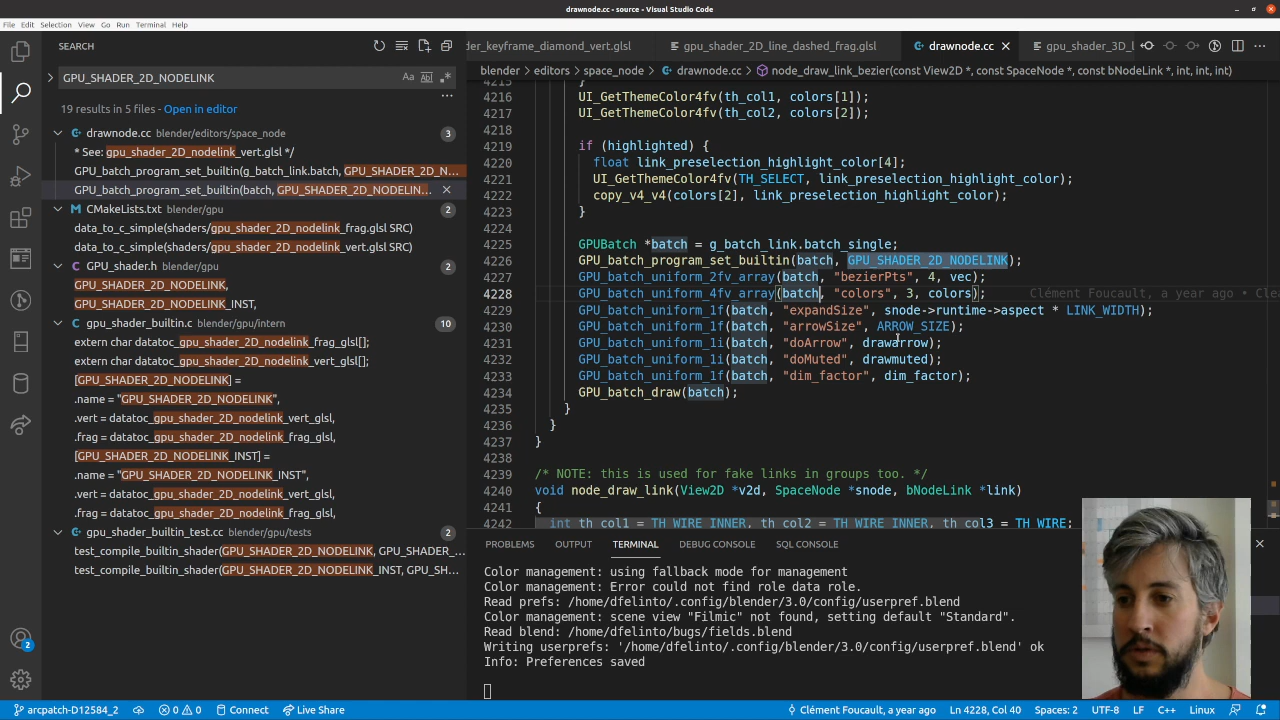 drawnode.cc - source - Visual Studio Code
File Edit Selection View Go Run Terminal Help
SEARCH
GPU_SHADER_2D_NODELINK
Aa ab .*
19 results in 5 files - Open in editor
drawnode.cc blender/editors/space_node 3
* See: gpu_shader_2D_nodelink_vert.glsl */
GPU_batch_program_set_builtin(g_batch_link.batch, GPU_SHADER_2D_N...
GPU_batch_program_set_builtin(batch, GPU_SHADER_2D_NODELIN...
CMakeLists.txt blender/gpu 2
data_to_c_simple(shaders/gpu_shader_2D_nodelink_frag.glsl SRC)
data_to_c_simple(shaders/gpu_shader_2D_nodelink_vert.glsl SRC)
GPU_shader.h blender/gpu 2
GPU_SHADER_2D_NODELINK,
GPU_SHADER_2D_NODELINK_INST,
gpu_shader_builtin.c blender/gpu/intern 10
extern char datatoc_gpu_shader_2D_nodelink_frag_glsl[];
extern char datatoc_gpu_shader_2D_nodelink_vert_glsl[];
[GPU_SHADER_2D_NODELINK] =
.name = "GPU_SHADER_2D_NODELINK",
.vert = datatoc_gpu_shader_2D_nodelink_vert_glsl,
.frag = datatoc_gpu_shader_2D_nodelink_frag_glsl,
[GPU_SHADER_2D_NODELINK_INST] =
.name = "GPU_SHADER_2D_NODELINK_INST",
.vert = datatoc_gpu_shader_2D_nodelink_vert_glsl,
.frag = datatoc_gpu_shader_2D_nodelink_frag_glsl,
gpu_shader_builtin_test.cc blender/gpu/tests 2
test_compile_builtin_shader(GPU_SHADER_2D_NODELINK, GPU_SHADER_...
test_compile_builtin_shader(GPU_SHADER_2D_NODELINK_INST, GPU_SH...
der_keyframe_diamond_vert.glsl gpu_shader_2D_line_dashed_frag.glsl drawnode.cc gpu_shader_3D_l
blender > editors > space_node > drawnode.cc > node_draw_link_bezier(const View2D *, const SpaceNode *, const bNodeLink *, int, int, int)
4215 }
4216 UI_GetThemeColor4fv(th_col1, colors[1]);
4217 UI_GetThemeColor4fv(th_col2, colors[2]);
4218
4219 if (highlighted) {
4220 float link_preselection_highlight_color[4];
4221 UI_GetThemeColor4fv(TH_SELECT, link_preselection_highlight_color);
4222 copy_v4_v4(colors[2], link_preselection_highlight_color);
4223 }
4224
4225 GPUBatch *batch = g_batch_link.batch_single;
4226 GPU_batch_program_set_builtin(batch, GPU_SHADER_2D_NODELINK);
4227 GPU_batch_uniform_2fv_array(batch, "bezierPts", 4, vec);
4228 GPU_batch_uniform_4fv_array(batch, "colors", 3, colors); Clément Foucault, a year ago • Cle
4229 GPU_batch_uniform_1f(batch, "expandSize", snode->runtime->aspect * LINK_WIDTH);
4230 GPU_batch_uniform_1f(batch, "arrowSize", ARROW_SIZE);
4231 GPU_batch_uniform_1i(batch, "doArrow", drawarrow);
4232 GPU_batch_uniform_1i(batch, "doMuted", drawmuted);
4233 GPU_batch_uniform_1f(batch, "dim_factor", dim_factor);
4234 GPU_batch_draw(batch);
4235 }
4236 }
4237 }
4238
4239 /* NOTE: this is used for fake links in groups too. */
4240 void node_draw_link(View2D *v2d, SpaceNode *snode, bNodeLink *link)
4241 {
4242 int th_col1 = TH_WIRE_INNER, th_col2 = TH_WIRE_INNER, th_col3 = TH_WIRE;
PROBLEMS OUTPUT TERMINAL DEBUG CONSOLE SQL CONSOLE
Color management: using fallback mode for management
Color management: Error could not find role data role.
Read prefs: /home/dfelinto/.config/blender/3.0/config/userpref.blend
Color management: scene view "Filmic" not found, setting default "Standard".
Read blend: /home/dfelinto/bugs/fields.blend
Writing userprefs: '/home/dfelinto/.config/blender/3.0/config/userpref.blend' ok
Info: Preferences saved
2
arcpatch-D12584_2 0 0 Connect Live Share Clément Foucault, a year ago Ln 4228, Col 40 Spaces: 2 UTF-8 LF C++ Linux